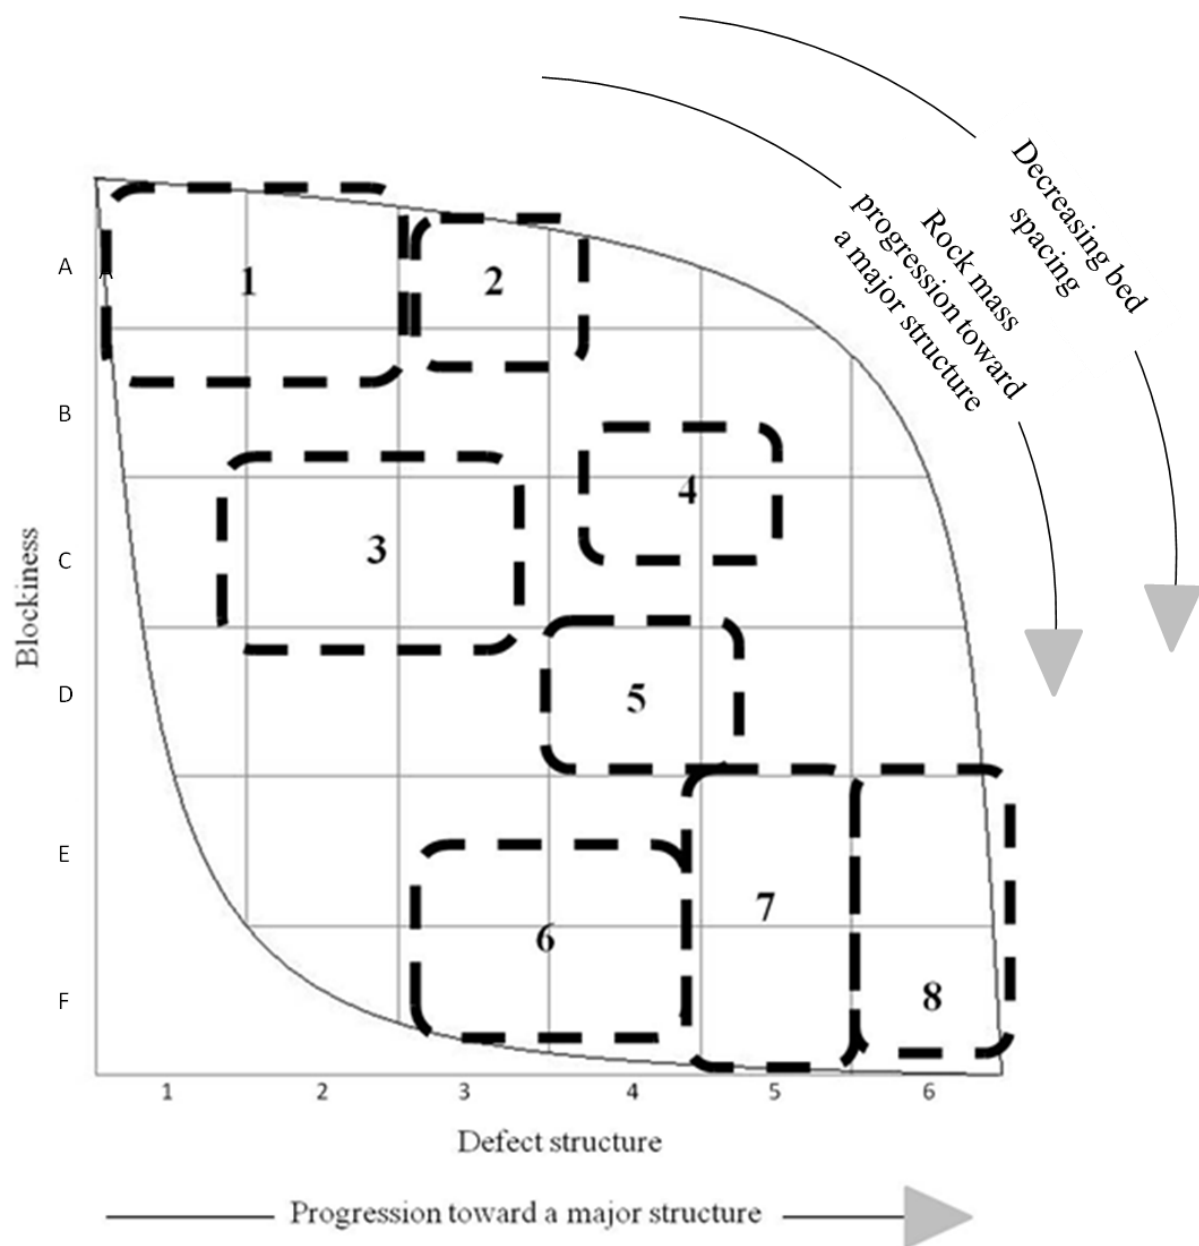 Decreasing bed
spacing
Rock mass
progression toward
a major structure
A
A
1
2
B
4
3
C
Blockiness
D
5
E
7
6
8
F
1
2
3
4
5
6
Defect structure
Progression toward a major structure